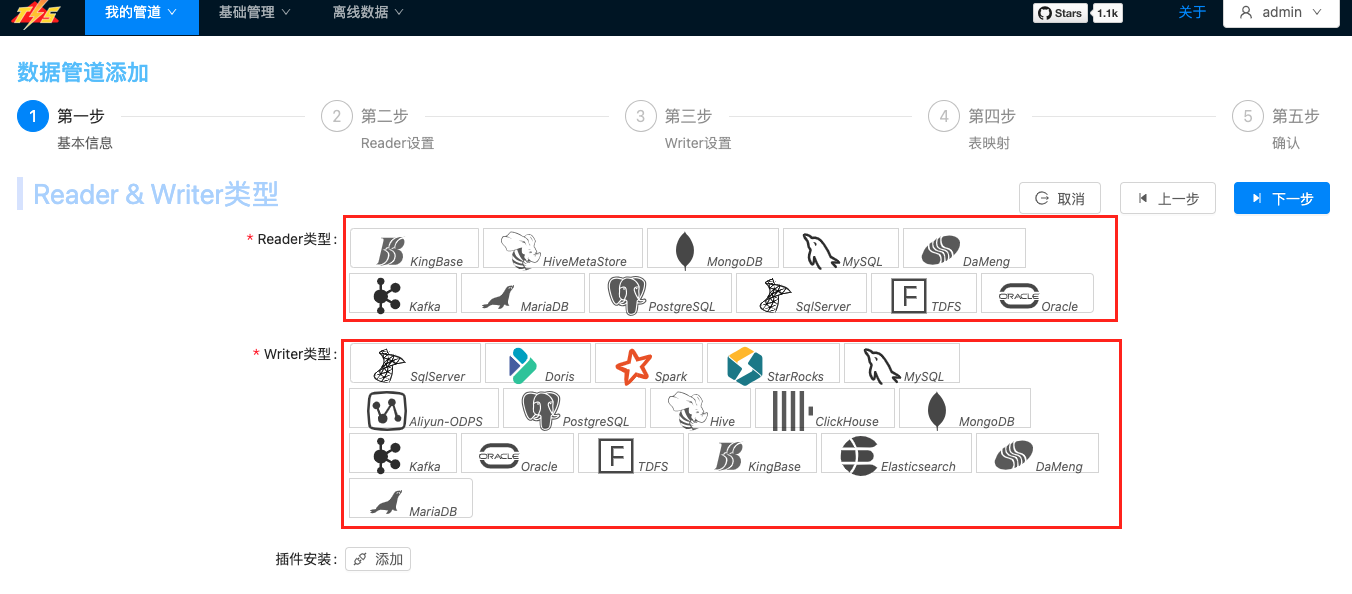 TIS 我的管道 基础管理 离线数据 Stars 1.1k 关于 admin
数据管道添加
1 第一步 2 第二步 3 第三步 4 第四步 5 第五步
基本信息 Reader设置 Writer设置 表映射 确认
Reader & Writer类型 取消 上一步 下一步
* Reader类型: KingBase HiveMetaStore MongoDB MySQL DaMeng
Kafka MariaDB PostgreSQL SqlServer F TDFS ORACLE Oracle
* Writer类型: SqlServer Doris Spark StarRocks MySQL
Aliyun-ODPS PostgreSQL Hive ClickHouse MongoDB
Kafka ORACLE Oracle F TDFS KingBase Elasticsearch DaMeng
MariaDB
插件安装: 添加